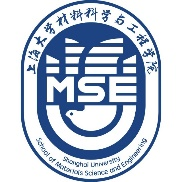 上海大学材料科学与工程学院
MSE
Shanghai University
School of Materials Science and Engineering